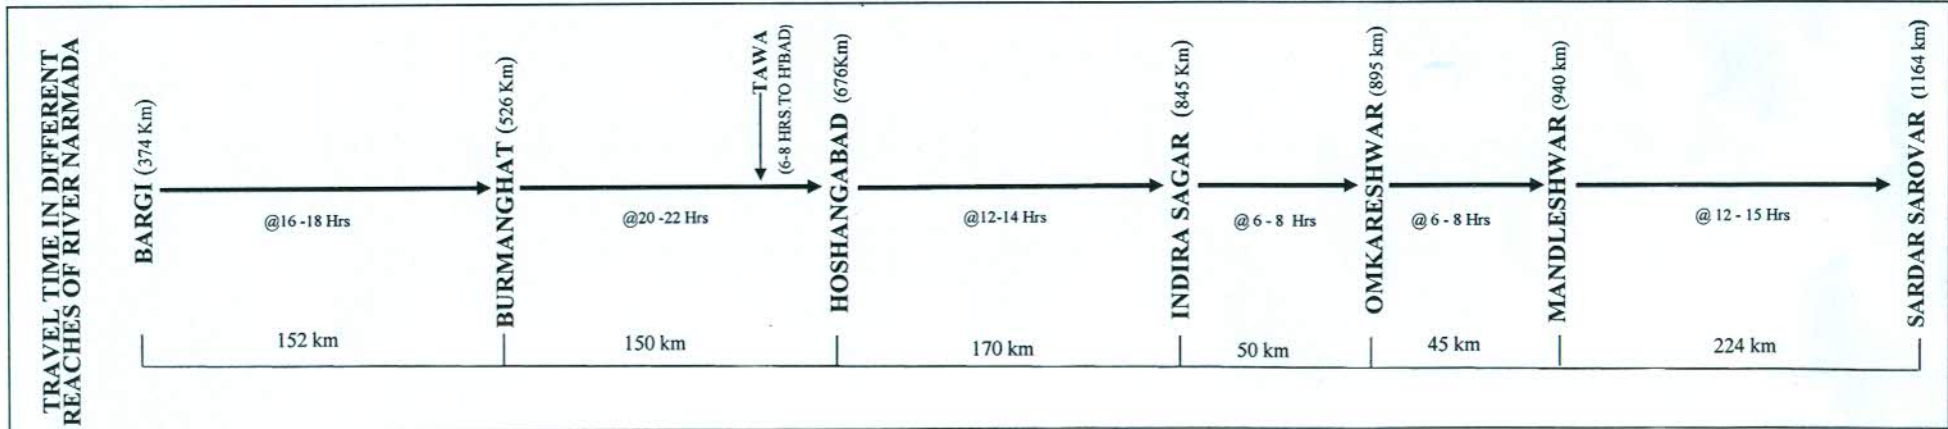 TRAVEL TIME IN DIFFERENT
REACHES OF RIVER NARMADA
BARGI (374 Km)
@16 -18 Hrs
BURMANGHAT (526 Km)
@20 -22 Hrs
TAWA
(6-8 HRS.TO H'BAD)
HOSHANGABAD (676Km)
@12-14 Hrs
INDIRA SAGAR (845 Km)
@ 6 - 8 Hrs
OMKARESHWAR (895 km)
@ 6 - 8 Hrs
MANDLESHWAR (940 km)
@ 12 - 15 Hrs
SARDAR SAROVAR (1164 km)
152 km
150 km
170 km
50 km
45 km
224 km